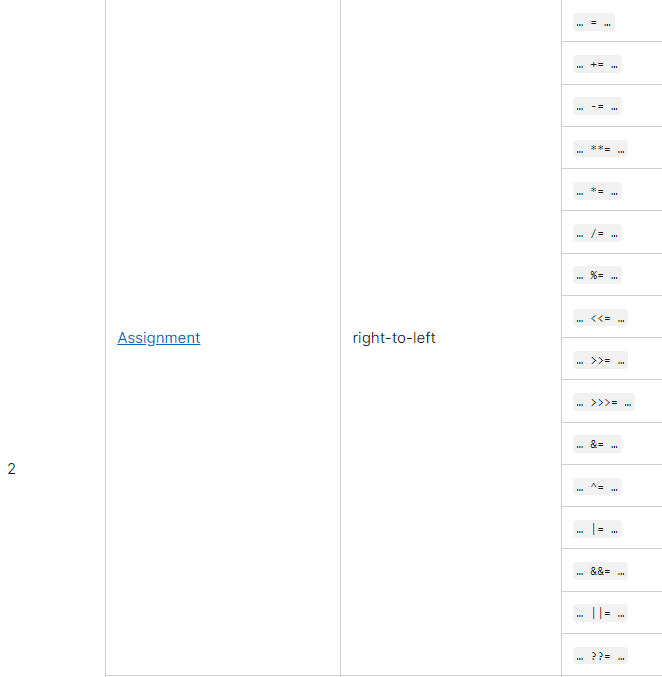 … = …
… += …
… -= …
… **= …
… *= …
… /= …
… %= …
… <<= …
Assignment right-to-left
… >>= …
… >>>= …
… &= …
2
… ^= …
… |= …
… &&= …
… ||= …
… ??= …